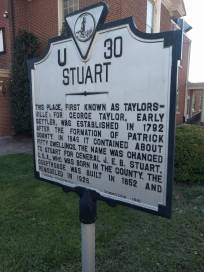 U 30
STUART
THIS PLACE, FIRST KNOWN AS TAYLORS-
VILLE FOR GEORGE TAYLOR, EARLY
SETTLER, WAS ESTABLISHED IN 1792
AFTER THE FORMATION OF PATRICK
COUNTY. IN 1845 IT CONTAINED ABOUT
FIFTY DWELLINGS. THE NAME WAS CHANGED
TO STUART FOR GENERAL J. E. B. STUART,
C.S.A., WHO WAS BORN IN THE COUNTY. THE
COURTHOUSE WAS BUILT IN 1852 AND
REMODELED IN 1928.